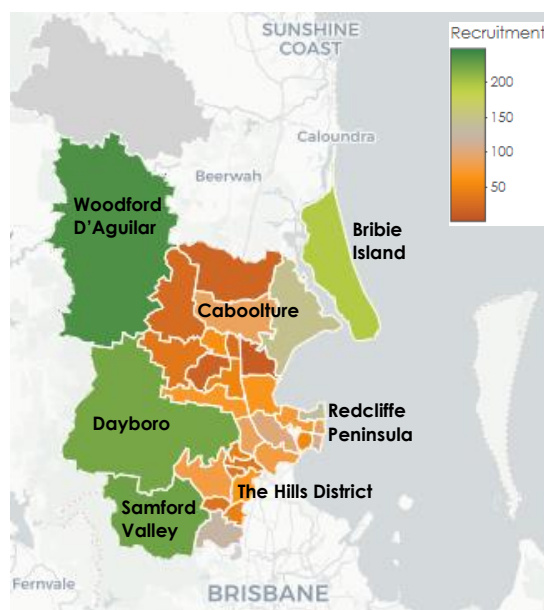 SUNSHINE
COAST
Recruitment
200
150
100
50
Caloundra
Beerwah
Woodford
D'Aguilar
Bribie
Island
Caboolture
Dayboro
Redcliffe
Peninsula
The Hills District
Samford
Valley
Fernvale
BRISBANE